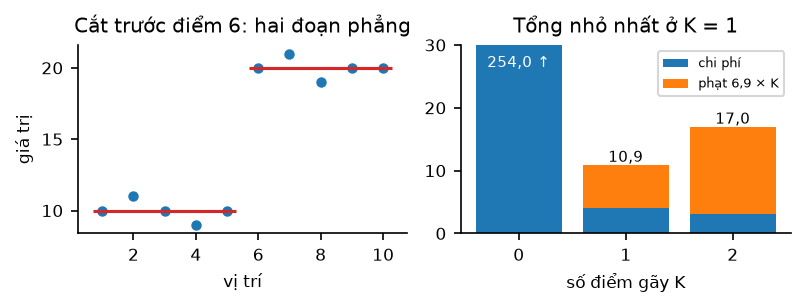 Cắt trước điểm 6: hai đoạn phẳng
20
15
10
giá trị
2 4 6 8 10
vị trí
Tổng nhỏ nhất ở K = 1
30
20
10
0
254,0 ↑
10,9
17,0
chi phí
phạt 6,9 × K
0 1 2
số điểm gãy K